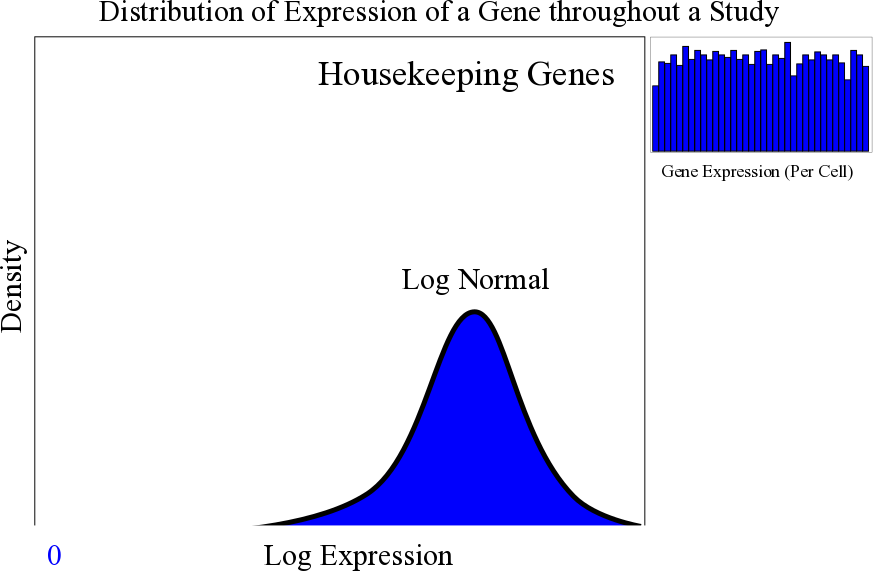 Distribution of Expression of a Gene throughout a Study
Housekeeping Genes
Gene Expression (Per Cell)
Density
Log Normal
0
Log Expression